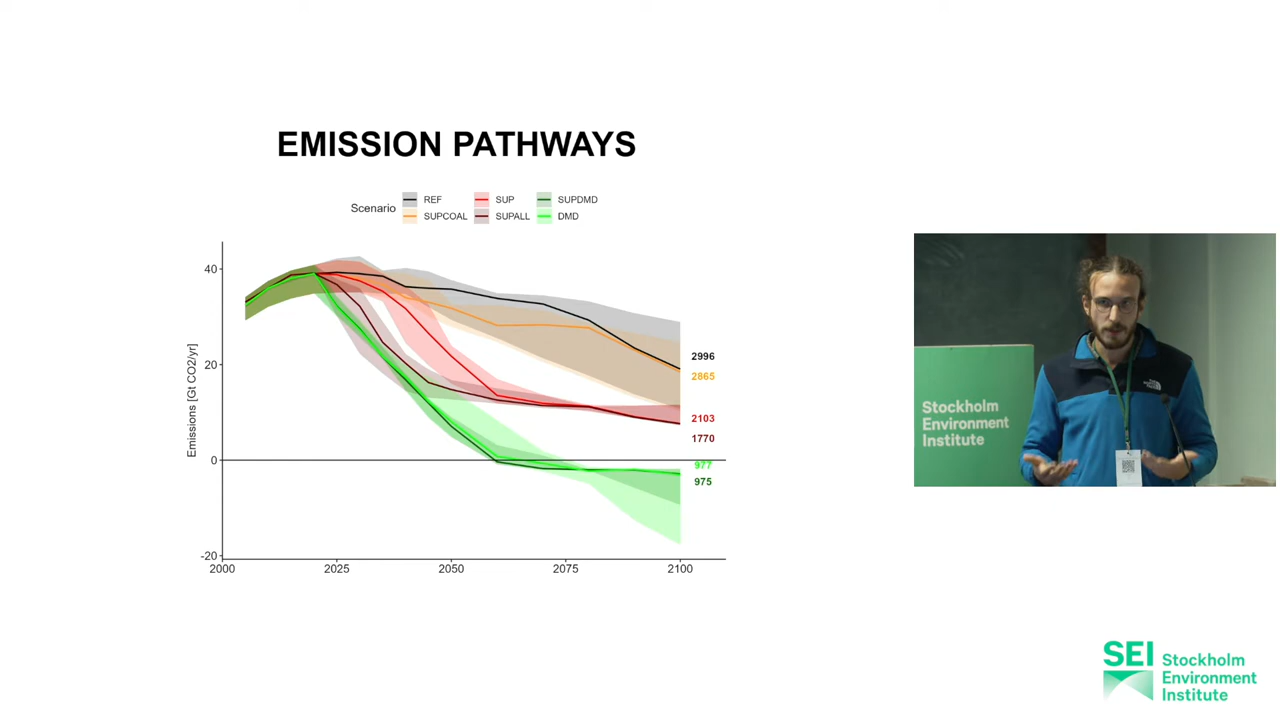 EMISSION PATHWAYS
Scenario
REF
SUP
SUPDMD
SUPCOAL
SUPALL
DMD
Emissions [Gt CO2/yr]
40
20
0
-20
2000
2025
2050
2075
2100
2996
2865
2103
1770
977
975
Stockholm
Environment
Institute
SEI Stockholm
Environment
Institute